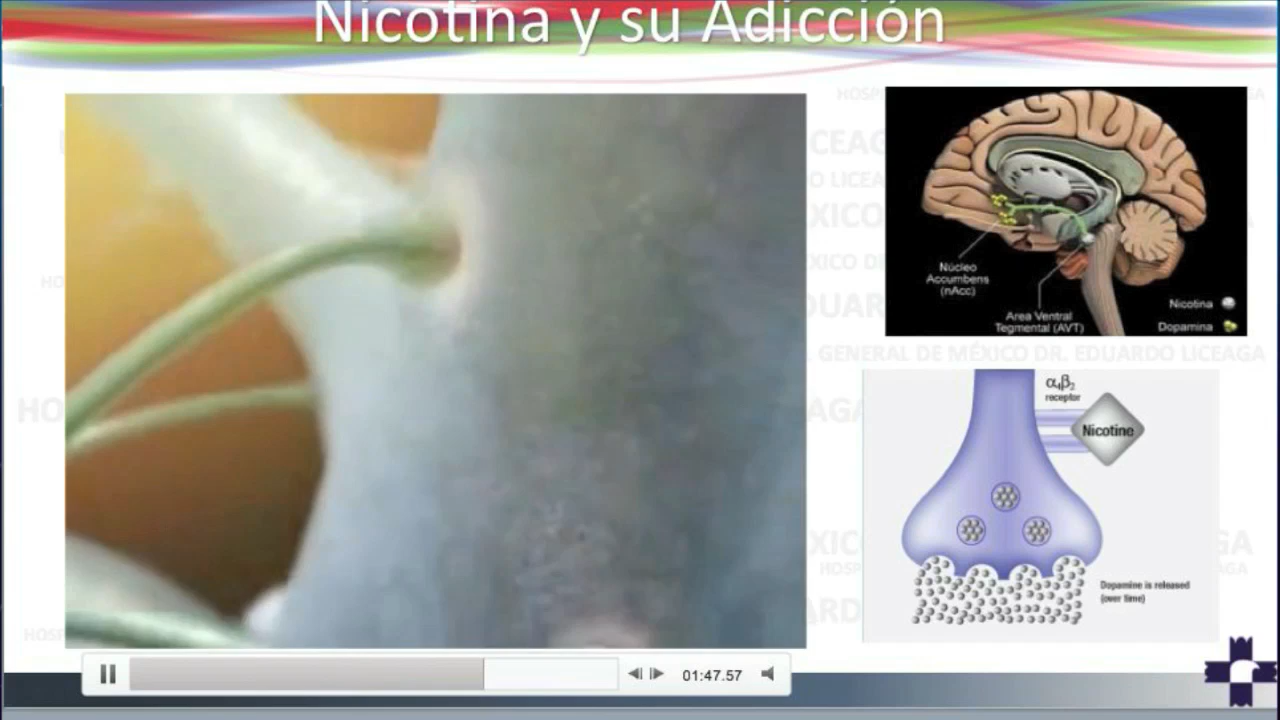 Nicotina y su Adicción
Núcleo
Accumbens
(nAcc)
Area Ventral
Tegmental (AVT)
Nicotina
Dopamina
α₄β₂
receptor
Nicotine
Dopamine is released
(over time)
GENERAL DE MÉXICO DR. EDUARDO LICEAGA
01:47.57